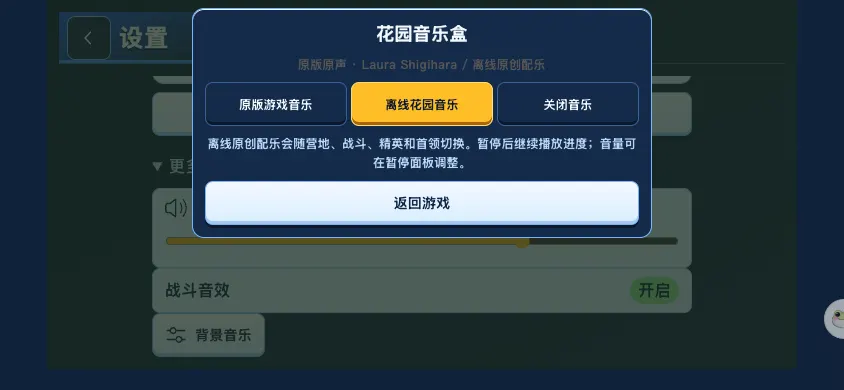 花园音乐盒
设置
原版原声 · Laura Shigihara / 离线原创配乐
原版游戏音乐
离线花园音乐
关闭音乐
离线原创配乐会随营地、战斗、精英和首领切换。暂停后继续播放进度；音量可
在暂停面板调整。
▼ 更多
返回游戏
战斗音效
开启
背景音乐